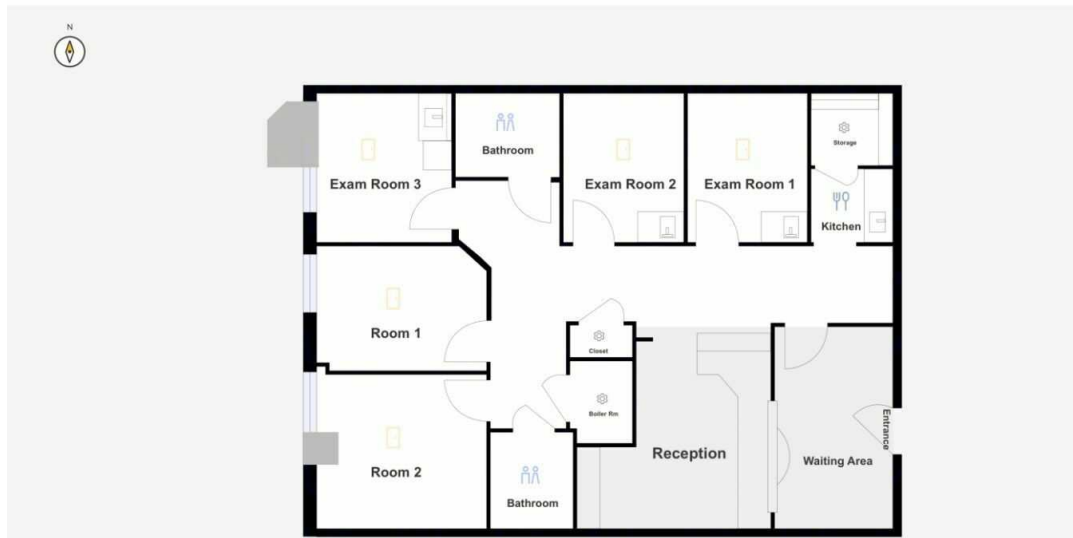 N
Bathroom
Storage
Exam Room 3
Exam Room 2
Exam Room 1
Kitchen
Room 1
Closet
Boiler Rm
Entrance
Reception
Waiting Area
Room 2
Bathroom